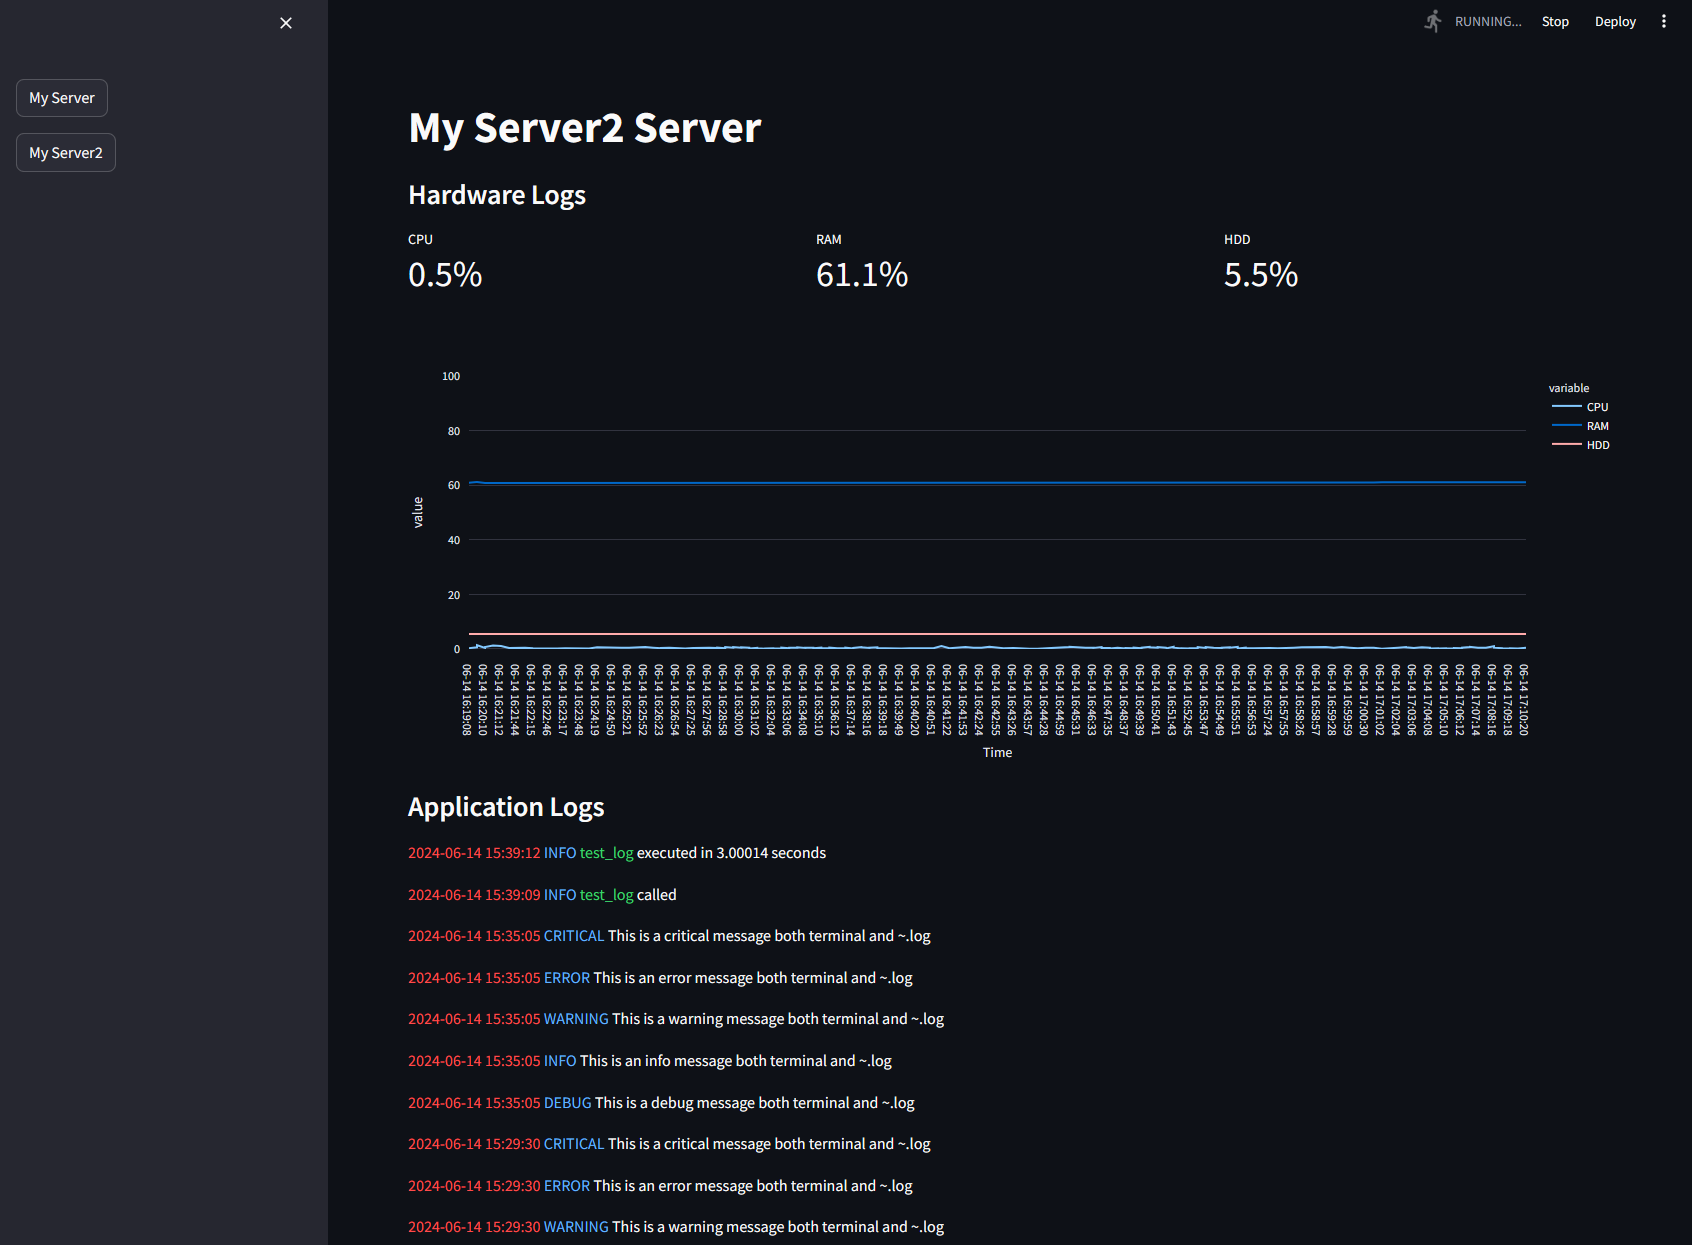 RUNNING...
Stop
Deploy
My Server
My Server2
My Server2 Server
Hardware Logs
CPU
RAM
HDD
0.5%
61.1%
5.5%
100
80
60
40
20
0
value
variable
CPU
RAM
HDD
06-14 16:19:08
06-14 16:20:10
06-14 16:21:12
06-14 16:21:44
06-14 16:22:15
06-14 16:22:46
06-14 16:23:17
06-14 16:23:48
06-14 16:24:19
06-14 16:24:50
06-14 16:25:21
06-14 16:25:52
06-14 16:26:23
06-14 16:26:54
06-14 16:27:25
06-14 16:27:56
06-14 16:28:58
06-14 16:30:00
06-14 16:31:02
06-14 16:32:04
06-14 16:33:06
06-14 16:34:08
06-14 16:35:10
06-14 16:36:12
06-14 16:37:14
06-14 16:38:16
06-14 16:39:18
06-14 16:39:49
06-14 16:40:20
06-14 16:40:51
06-14 16:41:22
06-14 16:41:53
06-14 16:42:24
06-14 16:42:55
06-14 16:43:26
06-14 16:43:57
06-14 16:44:28
06-14 16:44:59
06-14 16:45:31
06-14 16:46:33
06-14 16:47:35
06-14 16:48:37
06-14 16:49:39
06-14 16:50:41
06-14 16:51:43
06-14 16:52:45
06-14 16:53:47
06-14 16:54:49
06-14 16:55:51
06-14 16:56:53
06-14 16:57:24
06-14 16:57:55
06-14 16:58:26
06-14 16:58:57
06-14 16:59:28
06-14 16:59:59
06-14 17:00:30
06-14 17:01:02
06-14 17:02:04
06-14 17:03:06
06-14 17:04:08
06-14 17:05:10
06-14 17:06:12
06-14 17:07:14
06-14 17:08:16
06-14 17:09:18
06-14 17:10:20
Time
Application Logs
2024-06-14 15:39:12 INFO test_log executed in 3.00014 seconds
2024-06-14 15:39:09 INFO test_log called
2024-06-14 15:35:05 CRITICAL This is a critical message both terminal and ~.log
2024-06-14 15:35:05 ERROR This is an error message both terminal and ~.log
2024-06-14 15:35:05 WARNING This is a warning message both terminal and ~.log
2024-06-14 15:35:05 INFO This is an info message both terminal and ~.log
2024-06-14 15:35:05 DEBUG This is a debug message both terminal and ~.log
2024-06-14 15:29:30 CRITICAL This is a critical message both terminal and ~.log
2024-06-14 15:29:30 ERROR This is an error message both terminal and ~.log
2024-06-14 15:29:30 WARNING This is a warning message both terminal and ~.log